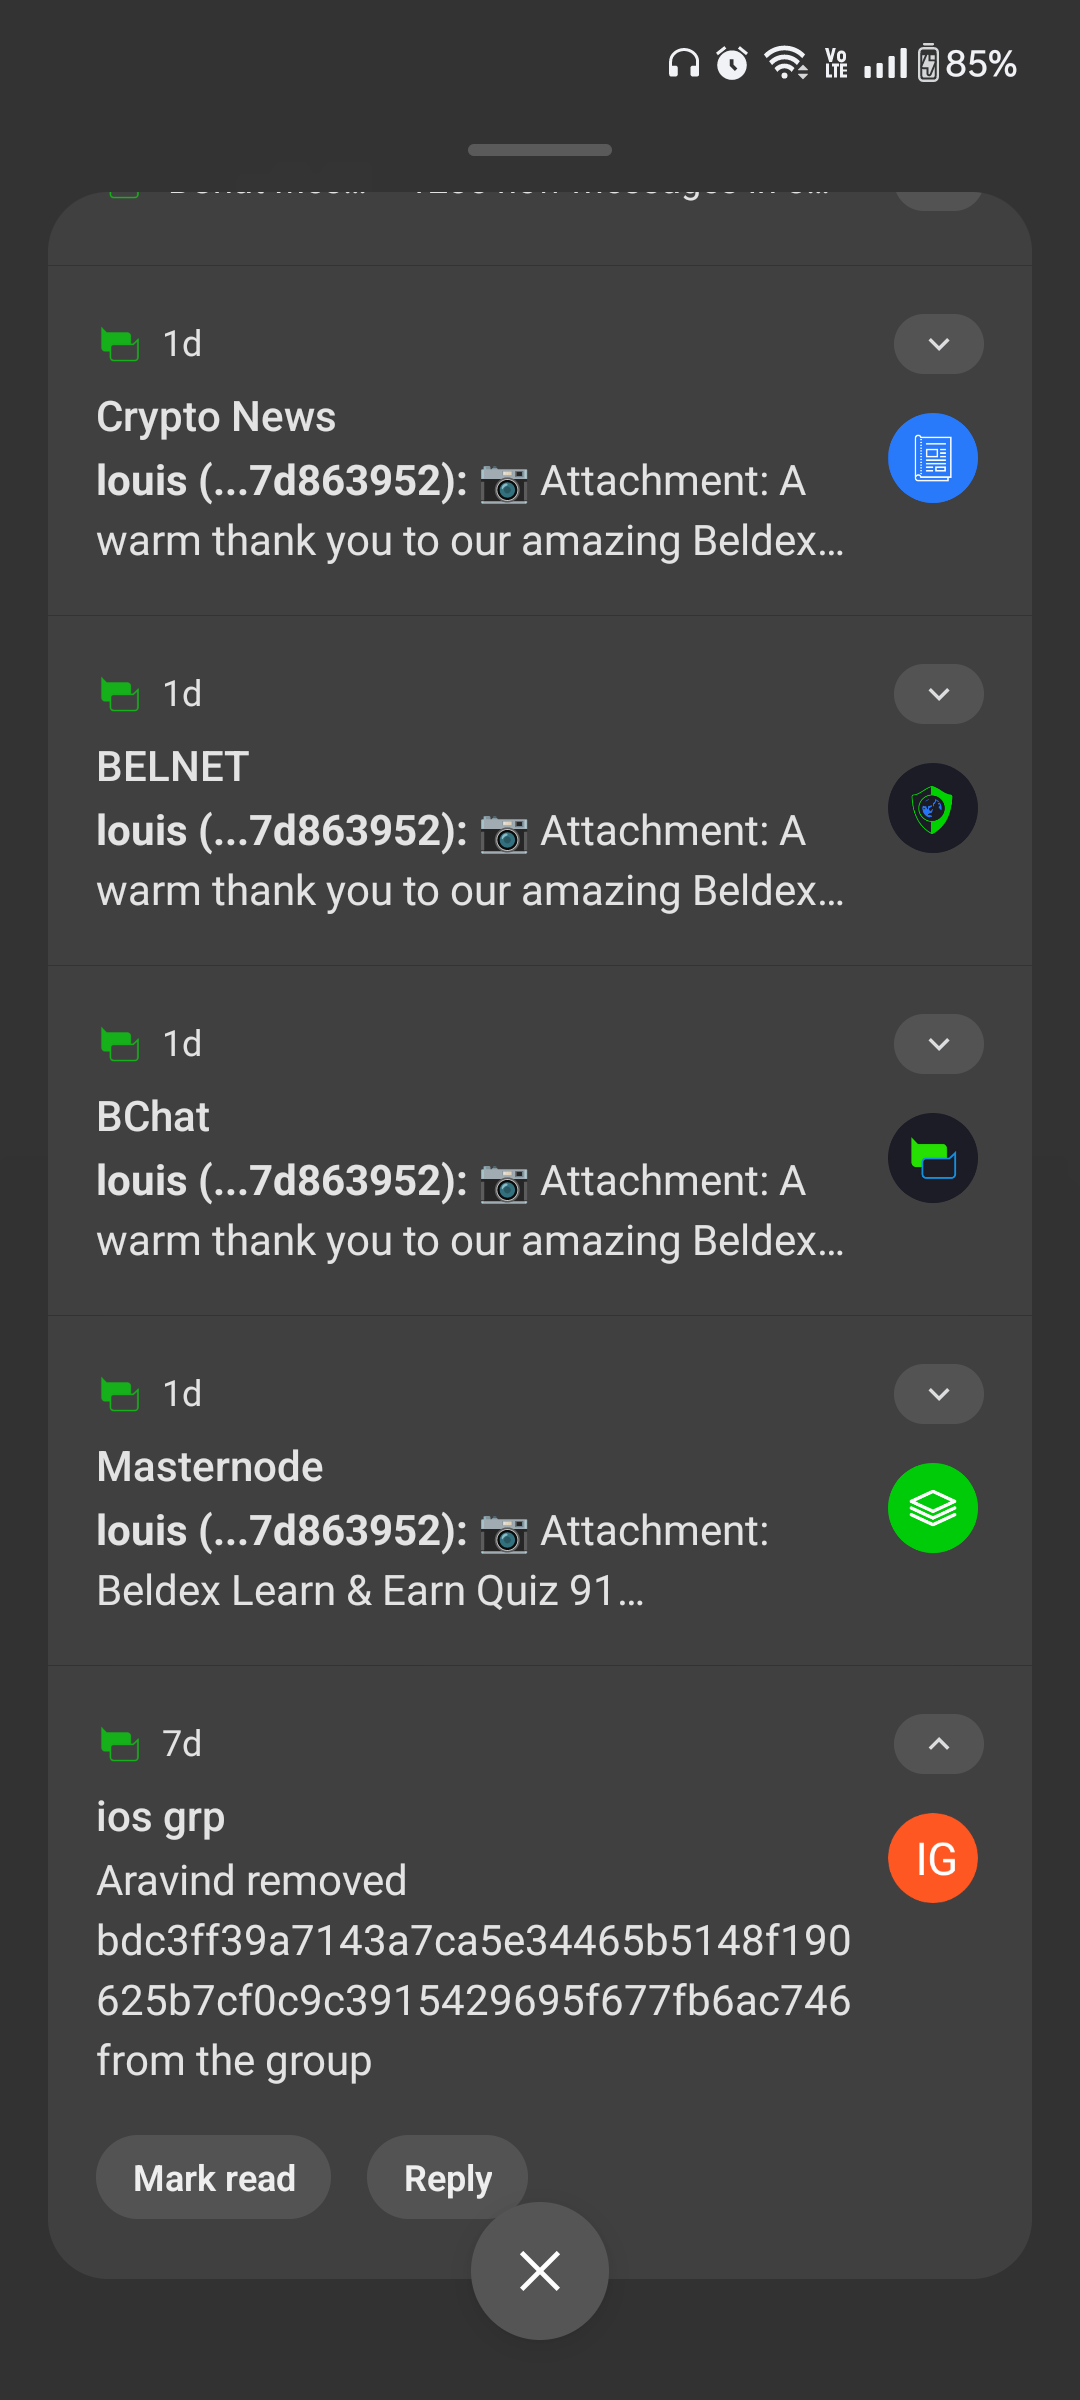 Vo LTE 85%
1d
Crypto News
louis (...7d863952): 📷 Attachment: A
warm thank you to our amazing Beldex...
1d
BELNET
louis (...7d863952): 📷 Attachment: A
warm thank you to our amazing Beldex...
1d
BChat
louis (...7d863952): 📷 Attachment: A
warm thank you to our amazing Beldex...
1d
Masternode
louis (...7d863952): 📷 Attachment:
Beldex Learn & Earn Quiz 91...
7d
ios grp
IG
Aravind removed
bdc3ff39a7143a7ca5e34465b5148f190
625b7cf0c9c3915429695f677fb6ac746
from the group
Mark read Reply